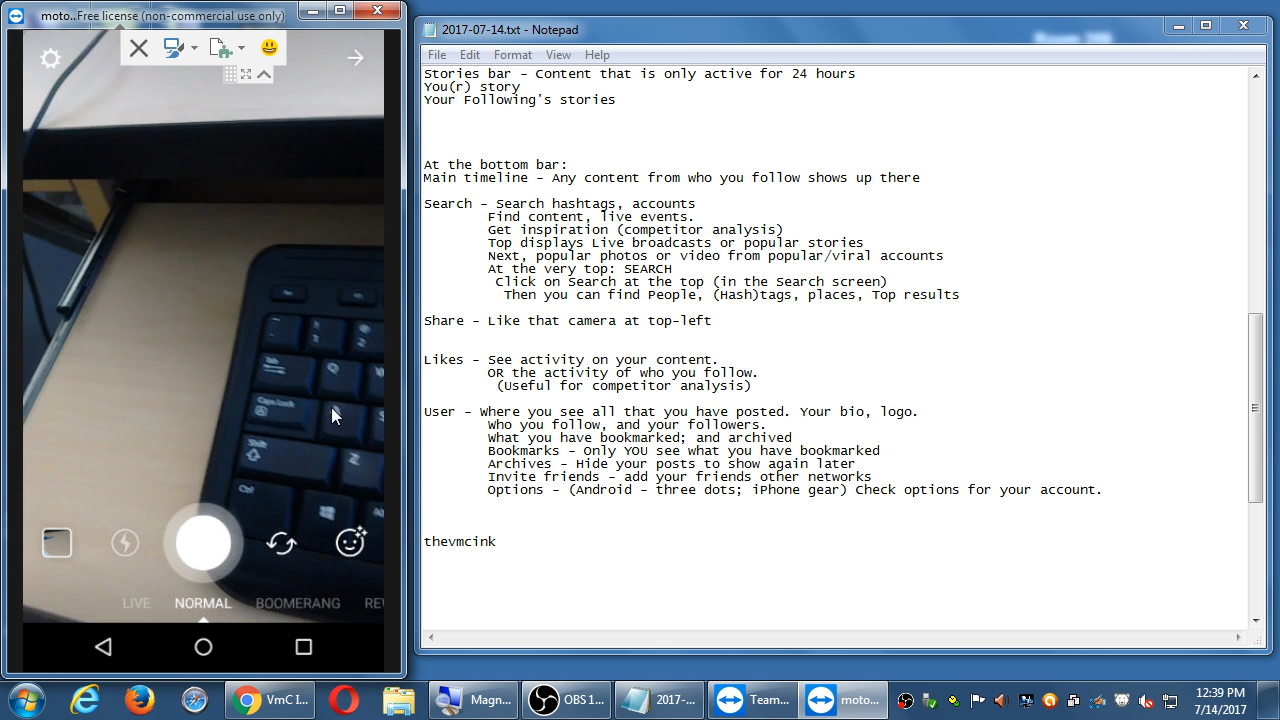 moto..Free license (non-commercial use only)
LIVE
NORMAL
BOOMERANG
RE
Tab
Caps Lock
Q
A
Shift
Z
Ctrl
2017-07-14.txt - Notepad
File Edit Format View Help
Stories bar - Content that is only active for 24 hours
You(r) story
Your Following's stories
At the bottom bar:
Main timeline - Any content from who you follow shows up there
Search - Search hashtags, accounts
Find content, live events.
Get inspiration (competitor analysis)
Top displays Live broadcasts or popular stories
Next, popular photos or video from popular/viral accounts
At the very top: SEARCH
Click on Search at the top (in the Search screen)
Then you can find People, (Hash)tags, places, Top results
Share - Like that camera at top-left
Likes - See activity on your content.
OR the activity of who you follow.
(Useful for competitor analysis)
User - Where you see all that you have posted. Your bio, logo.
Who you follow, and your followers.
What you have bookmarked; and archived
Bookmarks - Only YOU see what you have bookmarked
Archives - Hide your posts to show again later
Invite friends - add your friends other networks
Options - (Android - three dots; iPhone gear) Check options for your account.
thevmcink
VmC I...
Magn...
OBS 1...
2017-...
Team...
moto...
12:39 PM
7/14/2017